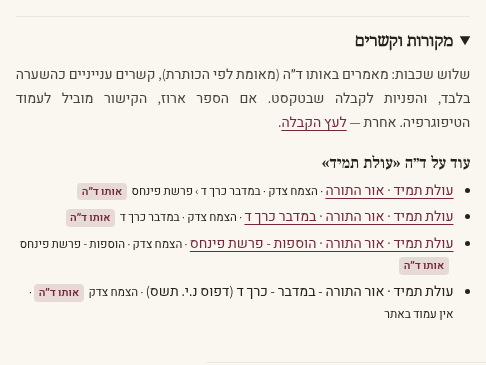 ▼ מקורות וקשרים
שלוש שכבות: מאמרים באותו ד״ה (מאומת לפי הכותרת), קשרים ענייניים כהשערה
בלבד, והפניות לקבלה שבטקסט. אם הספר ארוז, הקישור מוביל לעמוד
הטיפוגרפיה. אחרת — לעץ הקבלה.
עוד על ד״ה «עולת תמיד»
• עולת תמיד · אור התורה · הצמח צדק · במדבר כרך ד › פרשת פינחס אותו ד״ה
• עולת תמיד · אור התורה · במדבר כרך ד · הצמח צדק · במדבר כרך ד אותו ד״ה
• עולת תמיד · אור התורה · הוספות - פרשת פינחס · הצמח צדק · הוספות - פרשת פינחס
אותו ד״ה
• עולת תמיד · אור התורה - במדבר - כרך ד (דפוס נ.י. תשס) · הצמח צדק אותו ד״ה ·
אין עמוד באתר